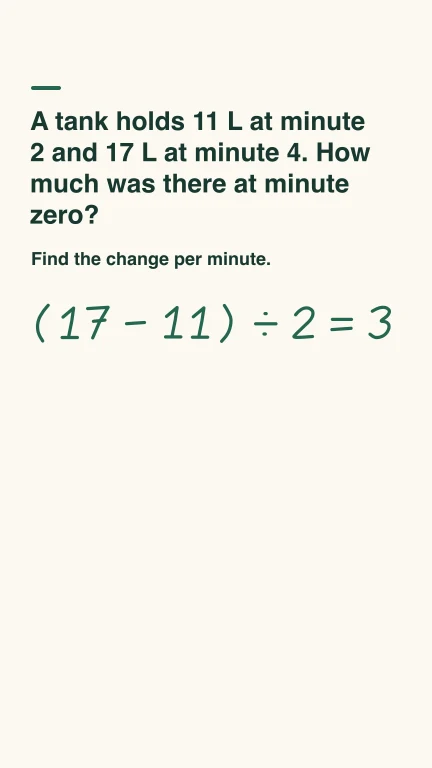 A tank holds 11 L at minute
2 and 17 L at minute 4. How
much was there at minute
zero?
Find the change per minute.
(17 − 11) ÷ 2 = 3